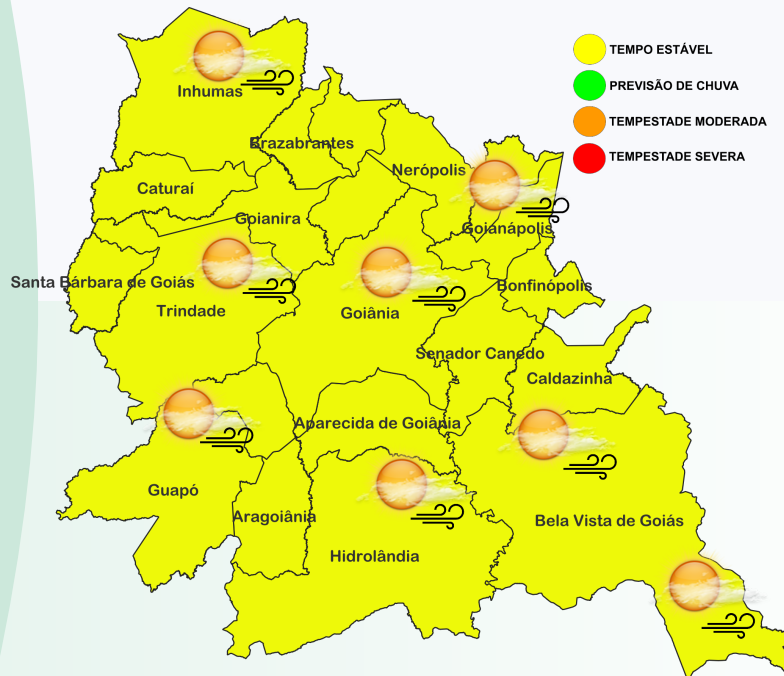 TEMPO ESTÁVEL
PREVISÃO DE CHUVA
TEMPESTADE MODERADA
TEMPESTADE SEVERA
Inhumas
Brazabrantes
Nerópolis
Caturaí
Goianira
Goianápolis
Santa Bárbara de Goiás
Bonfinópolis
Trindade
Goiânia
Senador Canedo
Caldazinha
Aparecida de Goiânia
Guapó
Aragoiânia
Bela Vista de Goiás
Hidrolândia